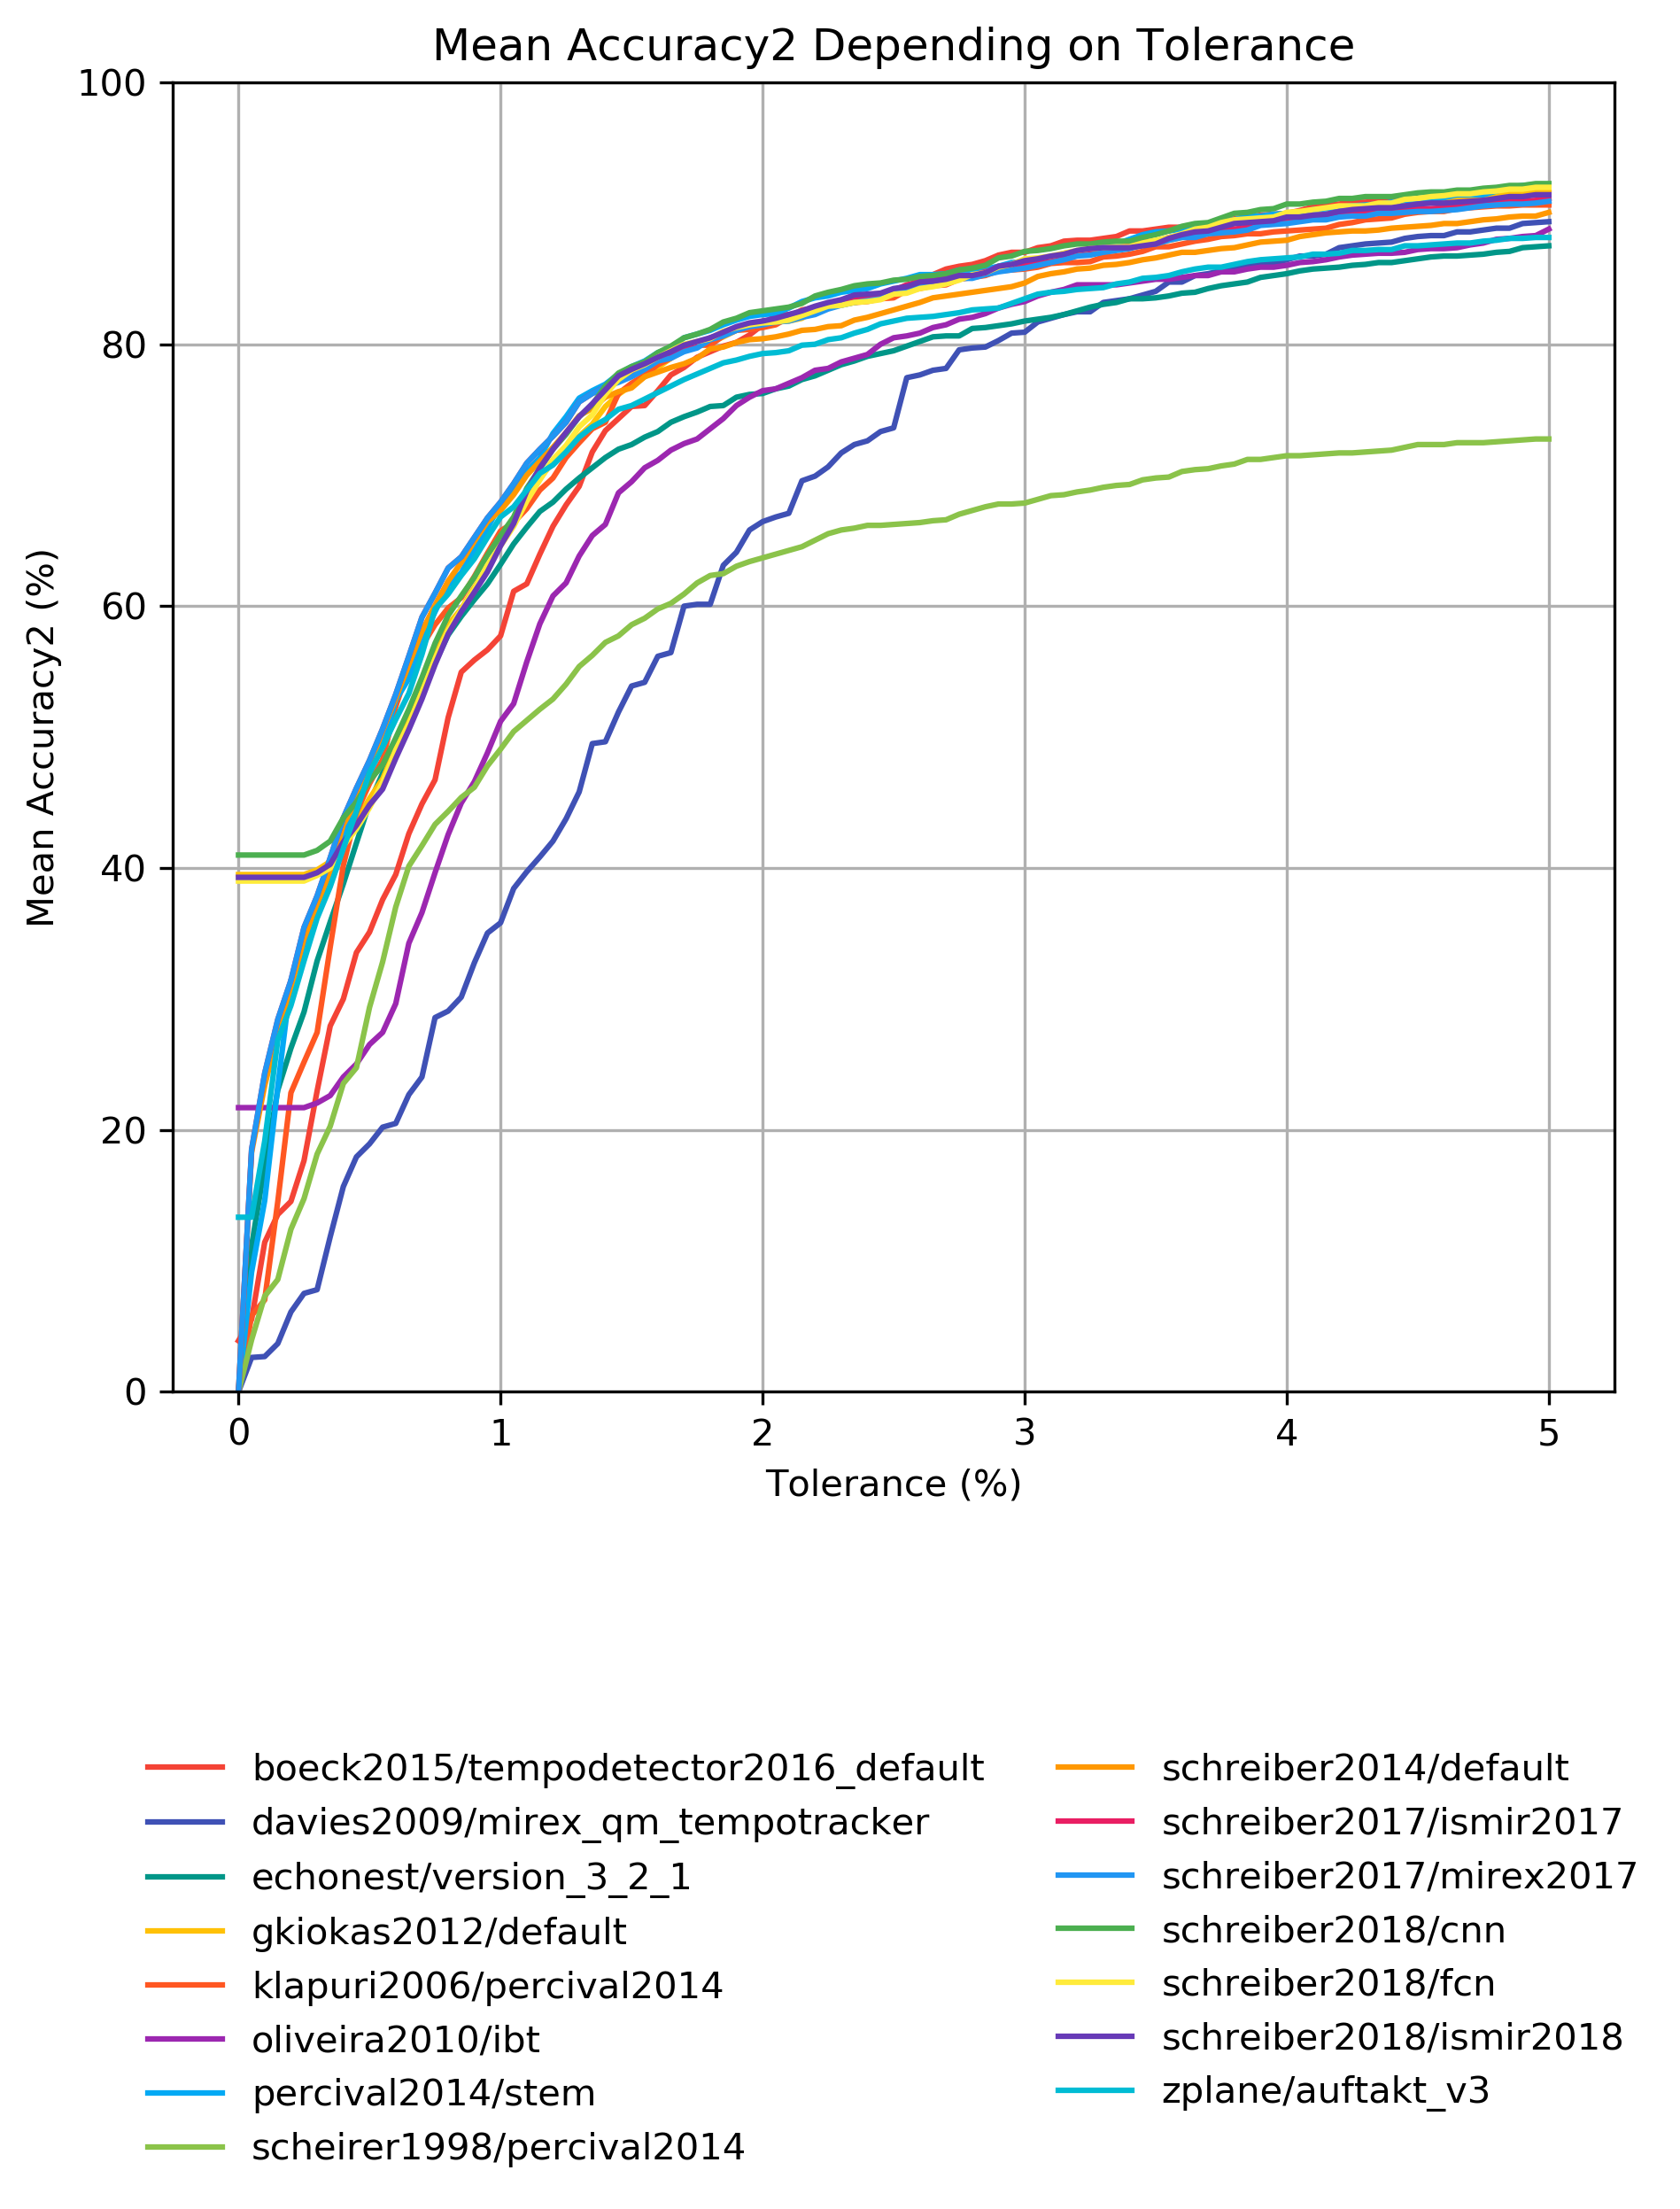 Mean Accuracy2 Depending on Tolerance
100
80
60
40
20
0
Mean Accuracy2 (%)
0 1 2 3 4 5
Tolerance (%)
boeck2015/tempodetector2016_default
davies2009/mirex_qm_tempotracker
echonest/version_3_2_1
gkiokas2012/default
klapuri2006/percival2014
oliveira2010/ibt
percival2014/stem
scheirer1998/percival2014
schreiber2014/default
schreiber2017/ismir2017
schreiber2017/mirex2017
schreiber2018/cnn
schreiber2018/fcn
schreiber2018/ismir2018
zplane/auftakt_v3